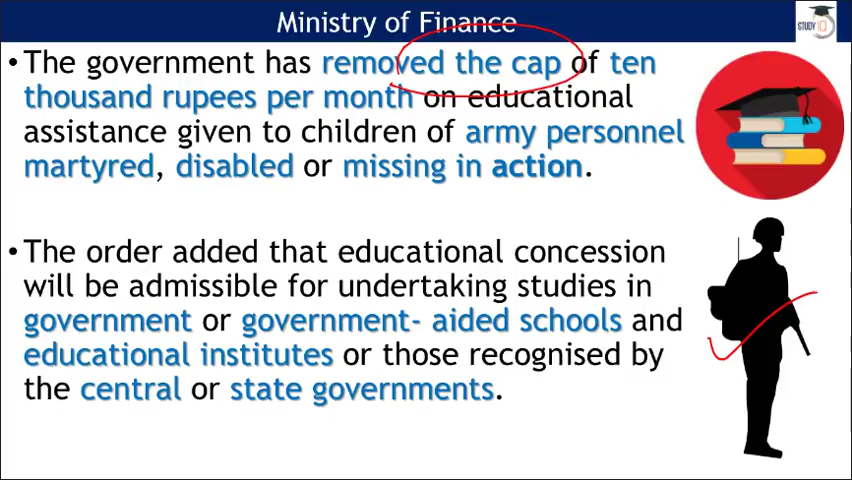 Ministry of Finance
STUDY IQ
• The government has removed the cap of ten
thousand rupees per month on educational
assistance given to children of army personnel
martyred, disabled or missing in action.
• The order added that educational concession
will be admissible for undertaking studies in
government or government- aided schools and
educational institutes or those recognised by
the central or state governments.